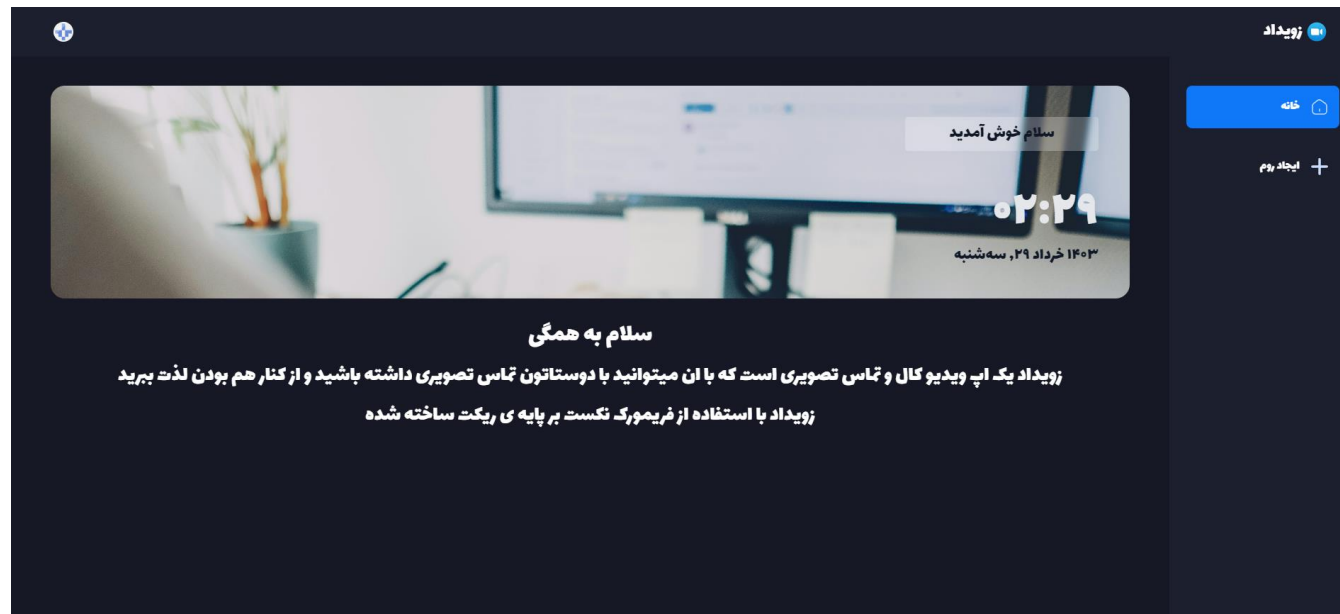 زویداد
خانه
ایجاد روم
سلام خوش آمدید
۰۲:۲۹
۱۴۰۳ خرداد ۲۹, سه‌شنبه
سلام به همگی
زویداد یک اپ ویدیو کال و تماس تصویری است که با ان میتوانید با دوستاتون تماس تصویری داشته باشید و از کنار هم بودن لذت ببرید
زویداد با استفاده از فریمورک نکست بر پایه ی ریکت ساخته شده